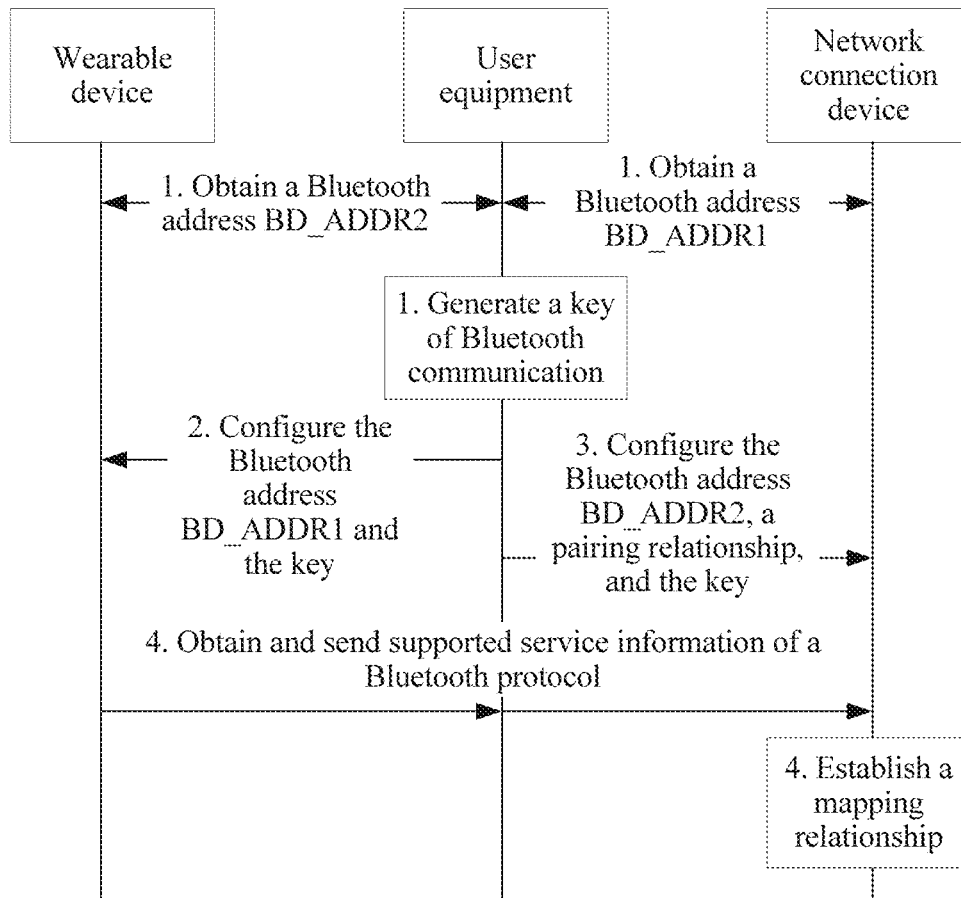 Wearable
device
User
equipment
Network
connection
device
1. Obtain a Bluetooth
address BD_ADDR2
1. Obtain a
Bluetooth address
BD_ADDR1
1. Generate a key
of Bluetooth
communication
2. Configure the
Bluetooth
address
BD_ADDR1 and
the key
3. Configure the
Bluetooth address
BD_ADDR2, a
pairing relationship,
and the key
4. Obtain and send supported service information of a
Bluetooth protocol
4. Establish a
mapping
relationship